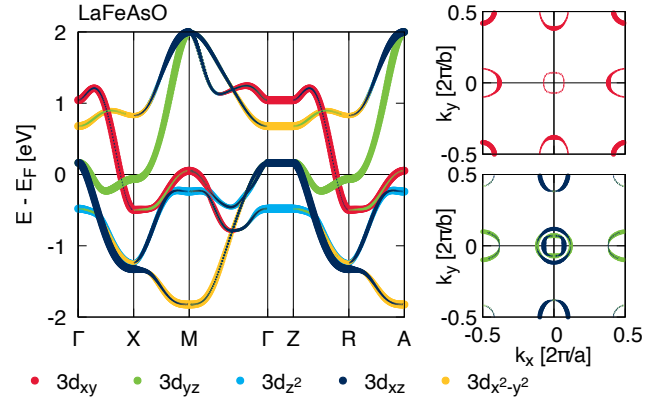 LaFeAsO
E - E_F [eV]
2
1
0
-1
-2
Γ X M Γ Z R A
k_y [2π/b]
0.5
0
-0.5
k_y [2π/b]
0.5
0
-0.5
-0.5 0 0.5
k_x [2π/a]
3d_xy 3d_yz 3d_z² 3d_xz 3d_x²-y²